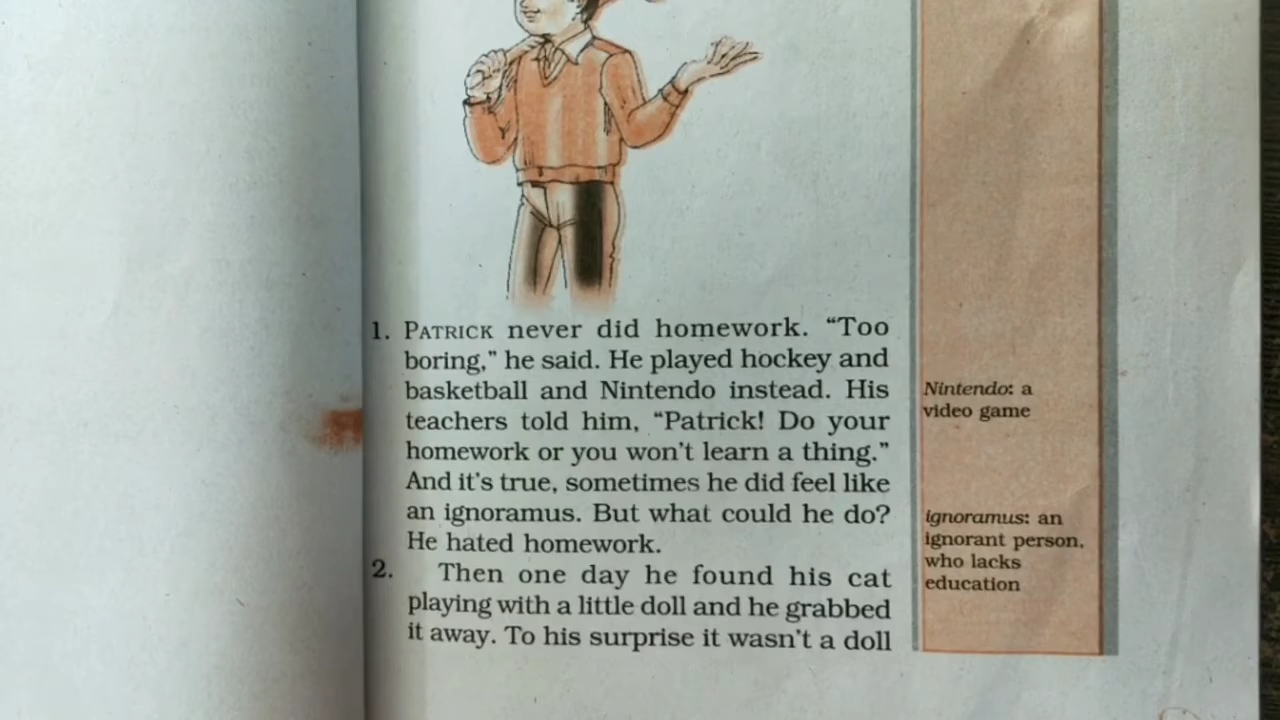 1. PATRICK never did homework. “Too
boring,” he said. He played hockey and
basketball and Nintendo instead. His
teachers told him, “Patrick! Do your
homework or you won’t learn a thing.”
And it’s true, sometimes he did feel like
an ignoramus. But what could he do?
He hated homework.
2. Then one day he found his cat
playing with a little doll and he grabbed
it away. To his surprise it wasn’t a doll
Nintendo: a
video game
ignoramus: an
ignorant person,
who lacks
education